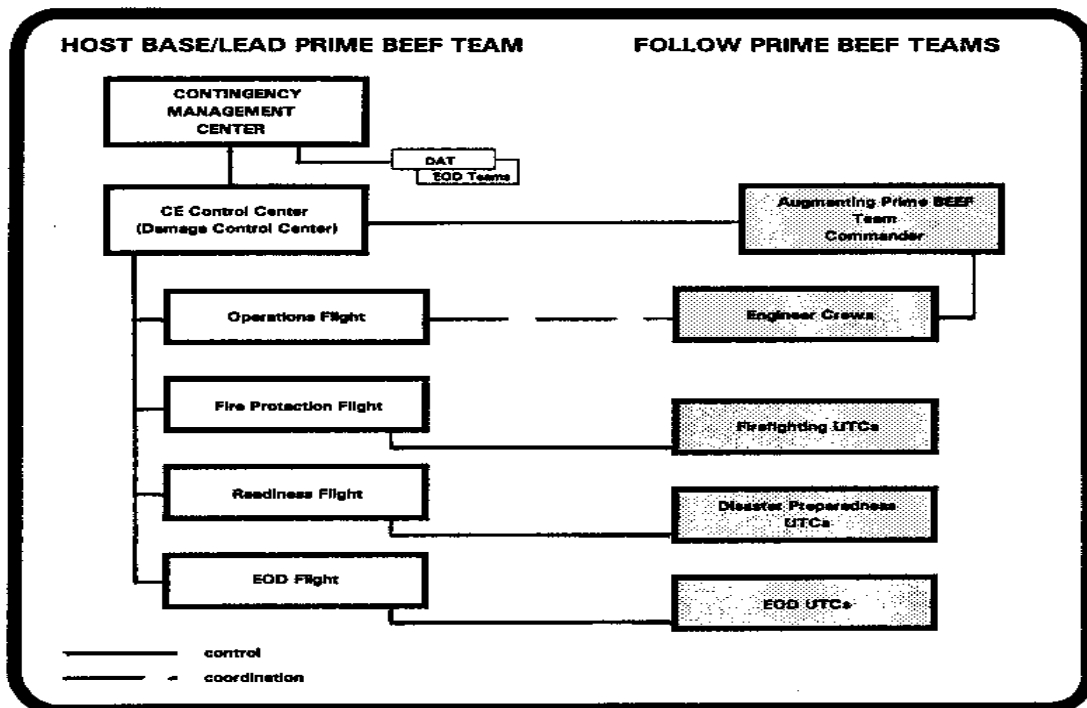 HOST BASE/LEAD PRIME BEEF TEAM
FOLLOW PRIME BEEF TEAMS
CONTINGENCY
MANAGEMENT
CENTER
DAT
EOD Teams
CE Control Center
(Damage Control Center)
Augmenting Prime BEEF
Team
Commander
Operations Flight
Engineer Crews
Fire Protection Flight
Firefighting UTCs
Readiness Flight
Disaster Preparedness
UTCs
EOD Flight
EOD UTCs
control
coordination